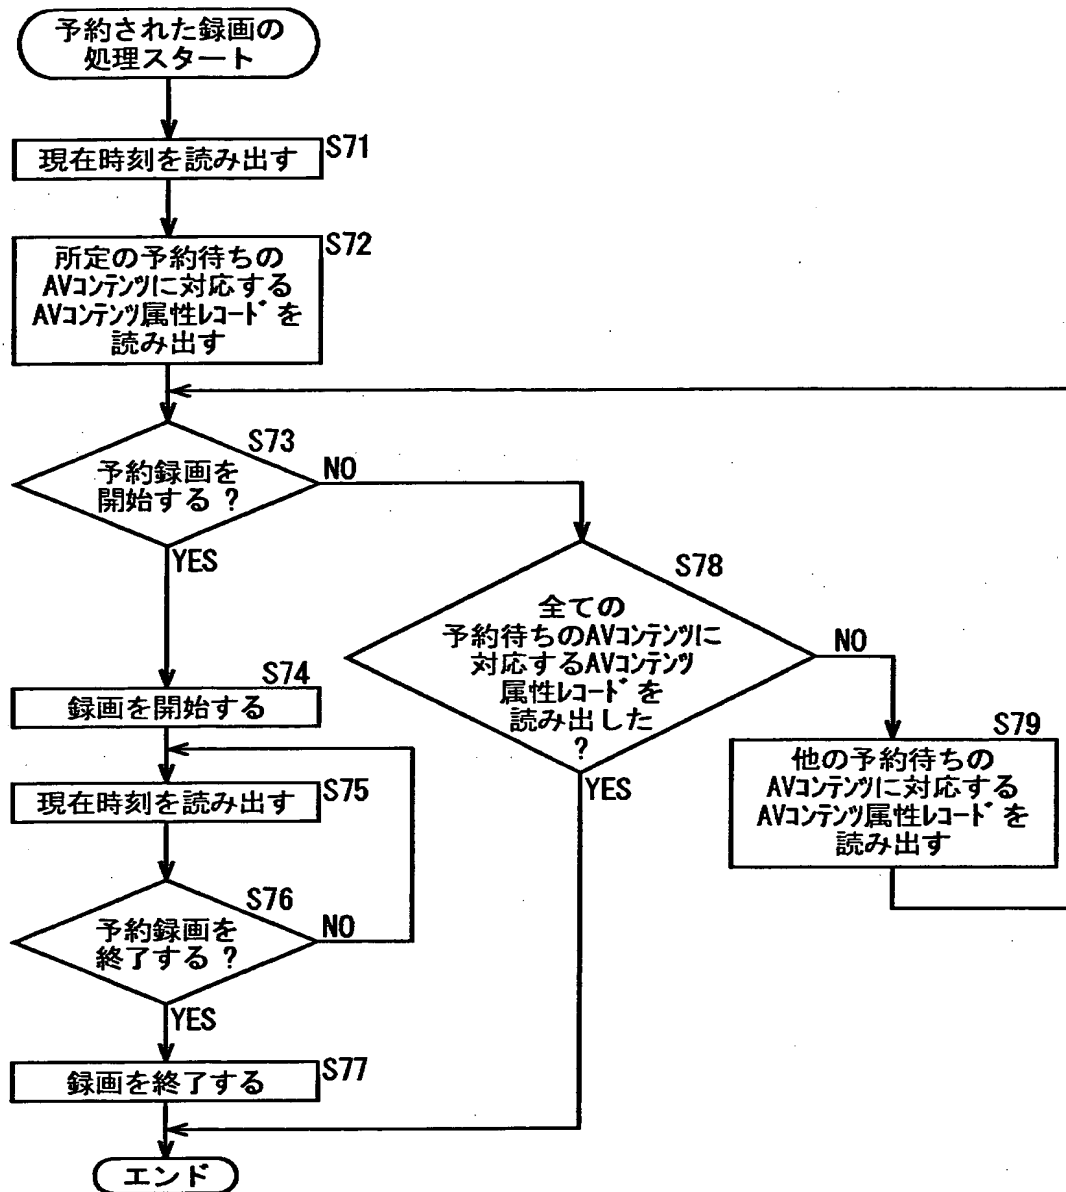 予約された録画の
処理スタート
現在時刻を読み出す
S71
所定の予約待ちの
AVコンテンツに対応する
AVコンテンツ属性レコードを
読み出す
S72
予約録画を
開始する？
S73
NO
YES
録画を開始する
S74
現在時刻を読み出す
S75
予約録画を
終了する？
S76
NO
YES
録画を終了する
S77
全ての
予約待ちのAVコンテンツに
対応するAVコンテンツ
属性レコードを
読み出した
？
S78
NO
YES
他の予約待ちの
AVコンテンツに対応する
AVコンテンツ属性レコードを
読み出す
S79
エンド